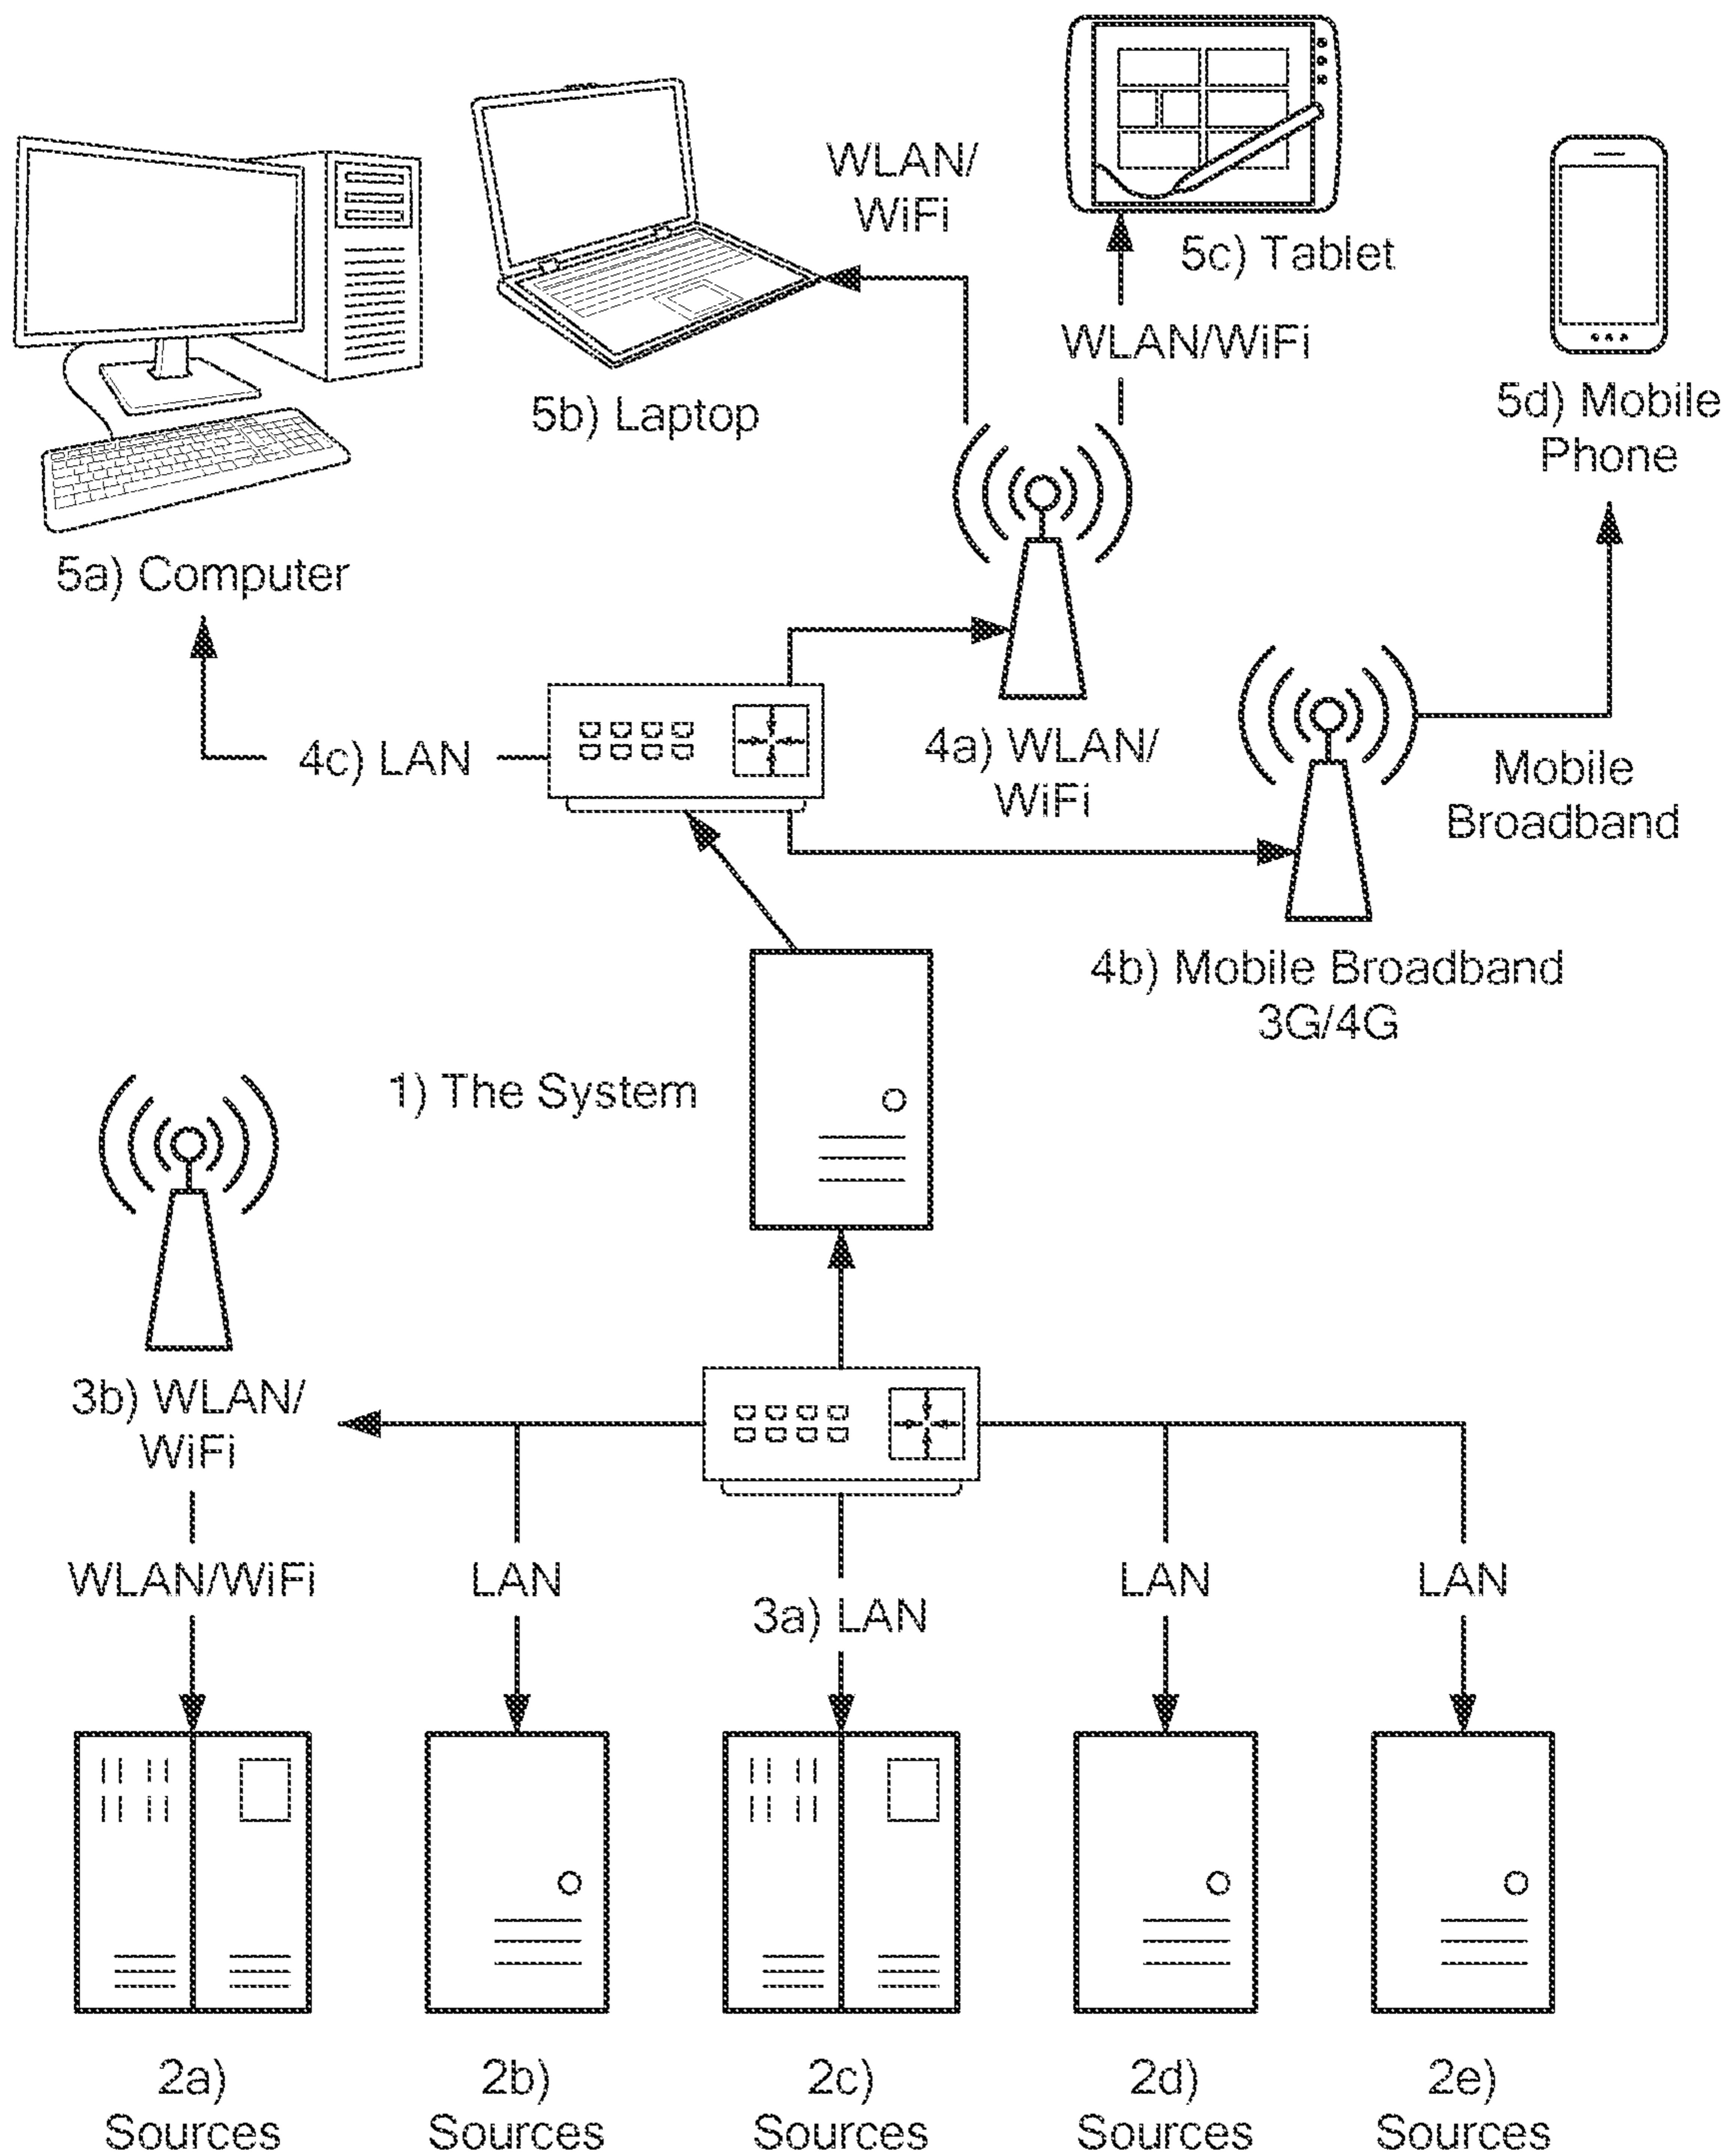 WLAN/
WiFi
5c) Tablet
WLAN/WiFi
5b) Laptop
5d) Mobile
Phone
5a) Computer
4c) LAN
4a) WLAN/
WiFi
Mobile
Broadband
4b) Mobile Broadband
3G/4G
1) The System
3b) WLAN/
WiFi
WLAN/WiFi
LAN
3a) LAN
LAN
LAN
2a)
Sources
2b)
Sources
2c)
Sources
2d)
Sources
2e)
Sources